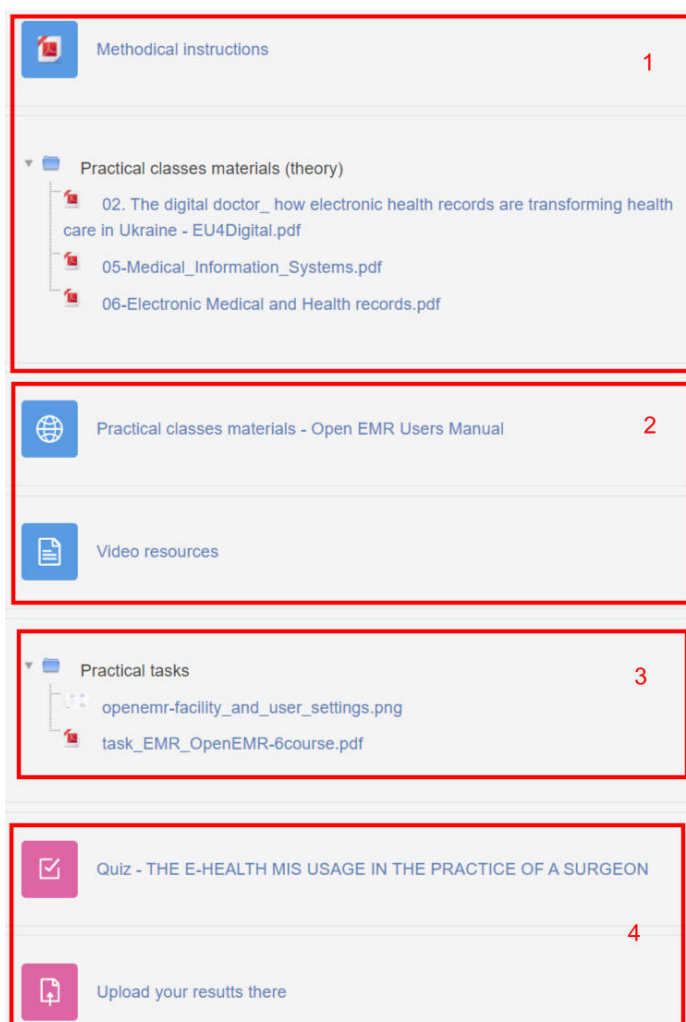 Methodical instructions
1
Practical classes materials (theory)
02. The digital doctor_ how electronic health records are transforming health
care in Ukraine - EU4Digital.pdf
05-Medical_Information_Systems.pdf
06-Electronic Medical and Health records.pdf
Practical classes materials - Open EMR Users Manual
2
Video resources
Practical tasks
3
openemr-facility_and_user_settings.png
task_EMR_OpenEMR-6course.pdf
Quiz - THE E-HEALTH MIS USAGE IN THE PRACTICE OF A SURGEON
4
Upload your resutts there